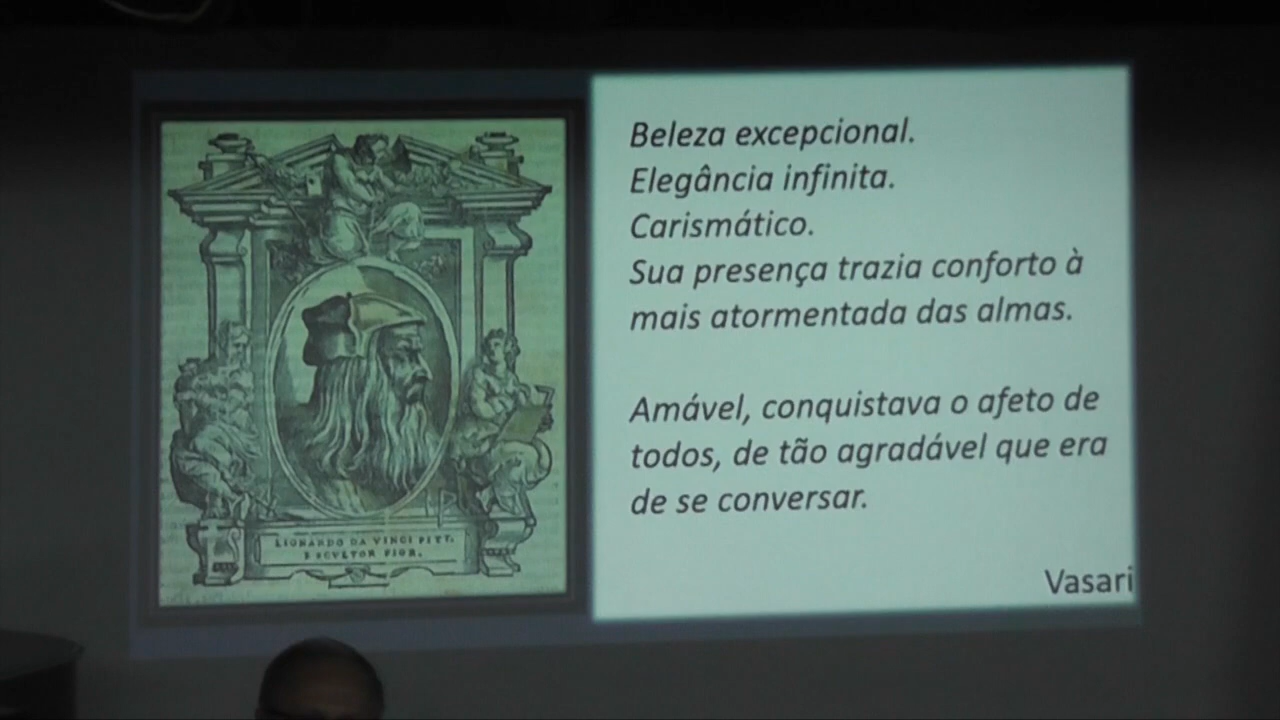 LIONARDO DA VINCI PITT.
E SCVLTOR FIOR.
Beleza excepcional.
Elegância infinita.
Carismático.
Sua presença trazia conforto à
mais atormentada das almas.
Amável, conquistava o afeto de
todos, de tão agradável que era
de se conversar.
Vasari